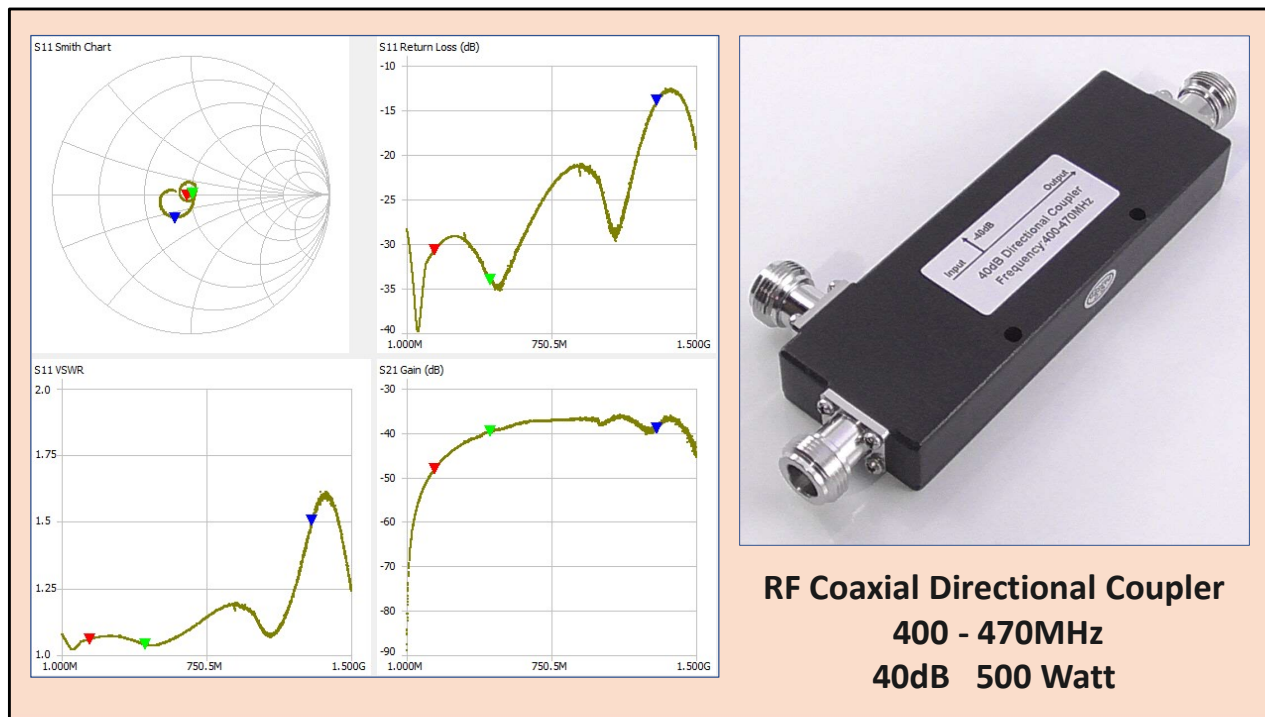 S11 Smith Chart
S11 Return Loss (dB)
-10
-15
-20
-25
-30
-35
-40
1.000M
750.5M
1.500G
S11 VSWR
2.0
1.75
1.5
1.25
1.0
1.000M
750.5M
1.500G
S21 Gain (dB)
-30
-40
-50
-60
-70
-80
-90
1.000M
750.5M
1.500G
Input
-40dB
Output
40dB Directional Coupler
Frequency:400-470MHz
RF Coaxial Directional Coupler
400 - 470MHz
40dB 500 Watt